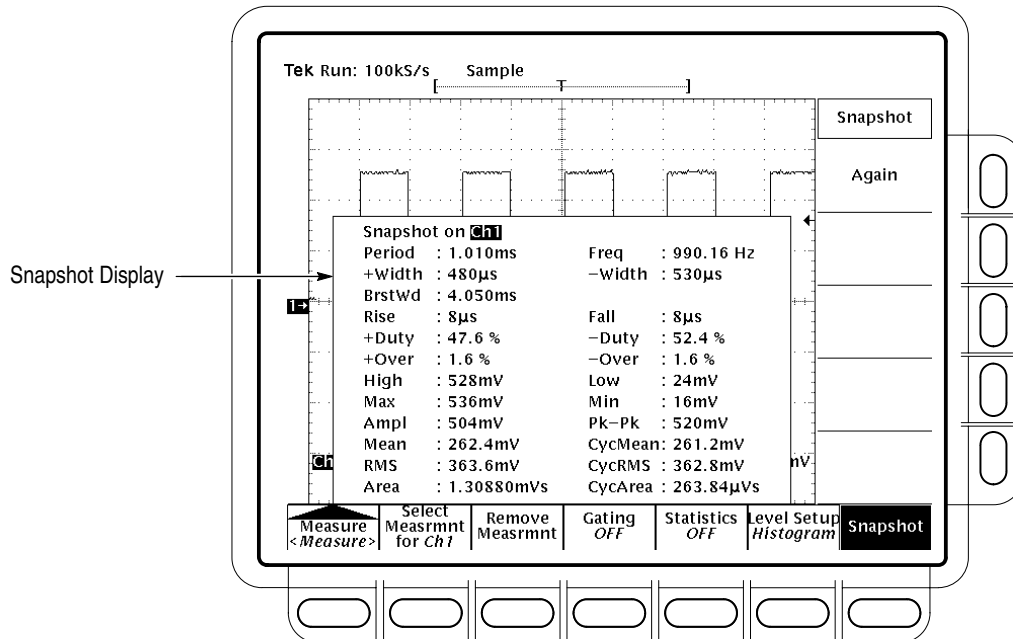 Tek Run: 100kS/s Sample
[ T ]
Snapshot
Again
Snapshot on Ch1
Period : 1.010ms Freq : 990.16 Hz
+Width : 480µs −Width : 530µs
Snapshot Display
BrstWd : 4.050ms
1→
Rise : 8µs Fall : 8µs
+Duty : 47.6 % −Duty : 52.4 %
+Over : 1.6 % −Over : 1.6 %
High : 528mV Low : 24mV
Max : 536mV Min : 16mV
Ampl : 504mV Pk−Pk : 520mV
Mean : 262.4mV CycMean: 261.2mV
Ch RMS : 363.6mV CycRMS : 362.8mV mV
Area : 1.30880mVs CycArea : 263.84µVs
Measure
<Measure>
Select
Measrmnt
for Ch1
Remove
Measrmnt
Gating
OFF
Statistics
OFF
Level Setup
Histogram
Snapshot